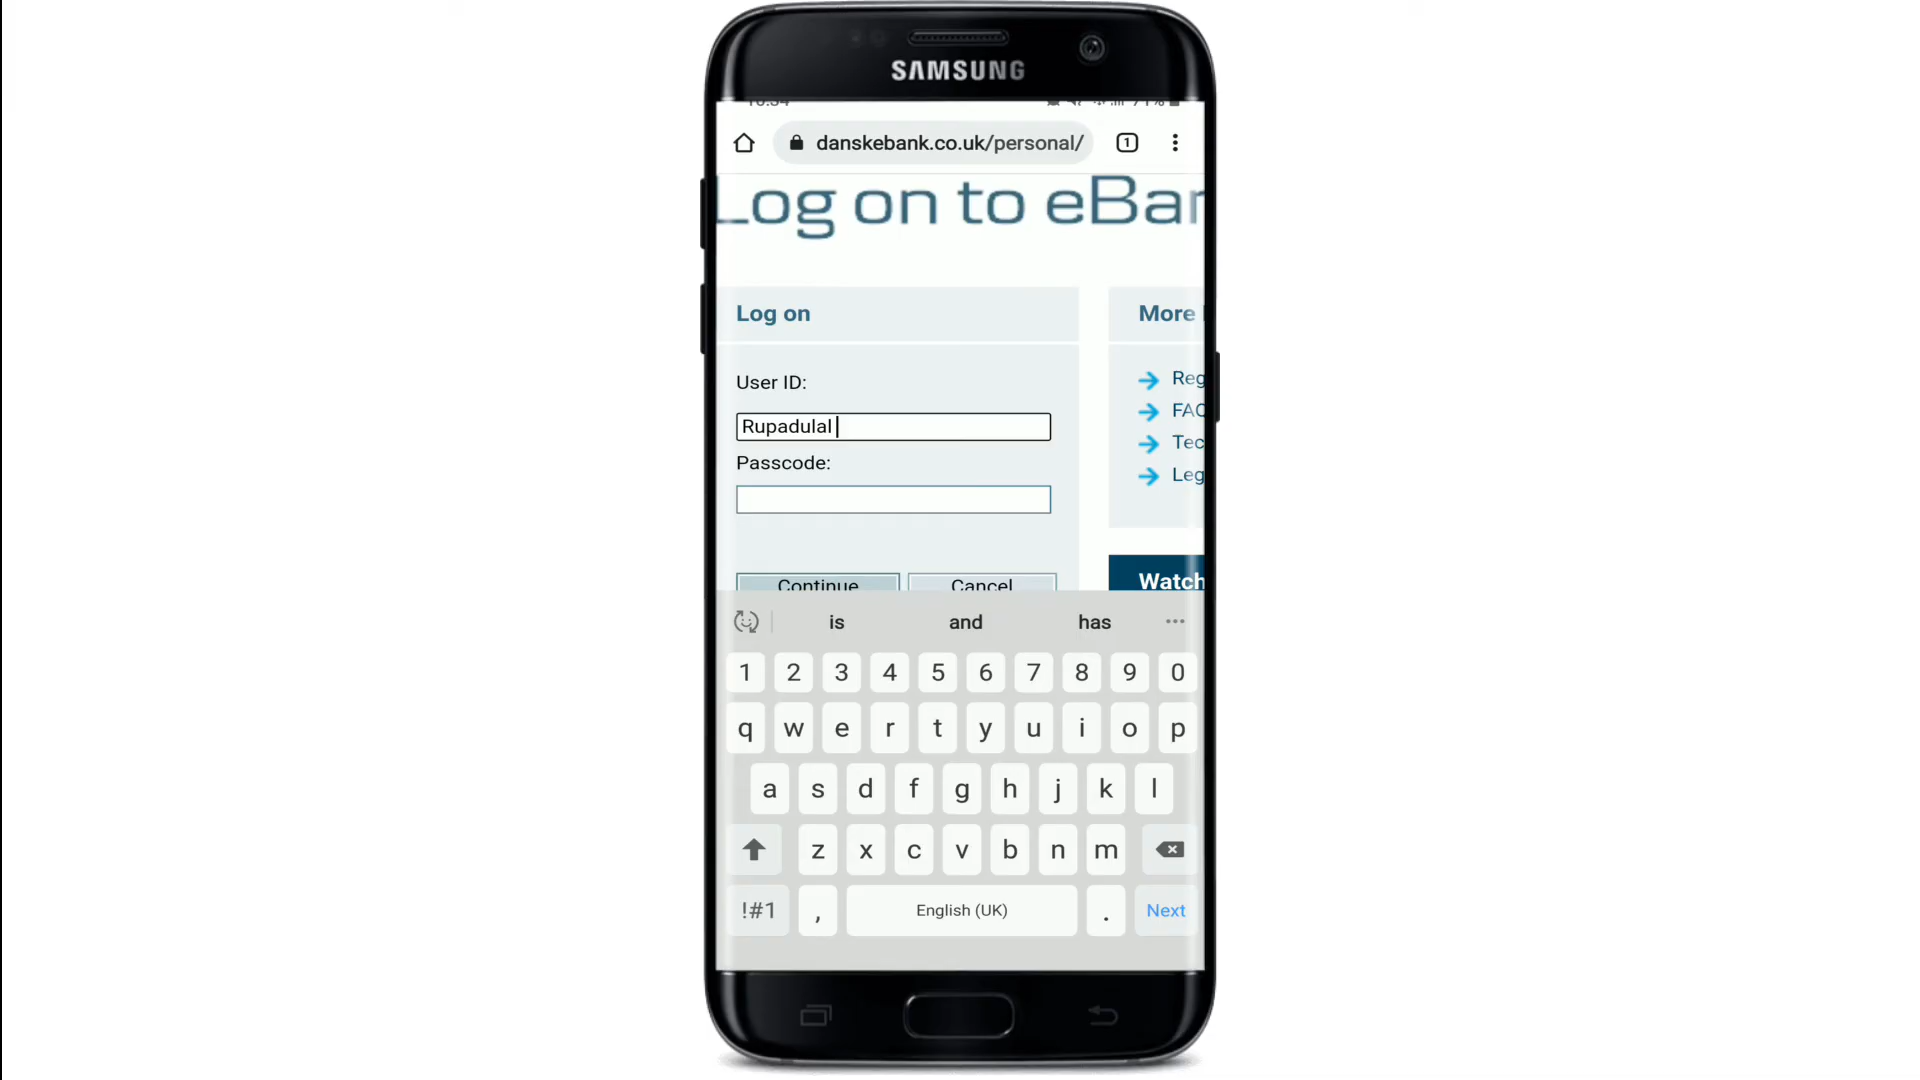 SAMSUNG
danskebank.co.uk/personal/
1
Log on to eBan
Log on
More
User ID:
Reg
FAQ
Rupadulal
Tec
Passcode:
Leg
Continue
Cancel
Watch
is and has
1 2 3 4 5 6 7 8 9 0
q w e r t y u i o p
a s d f g h j k l
z x c v b n m
!#1 , English (UK) . Next